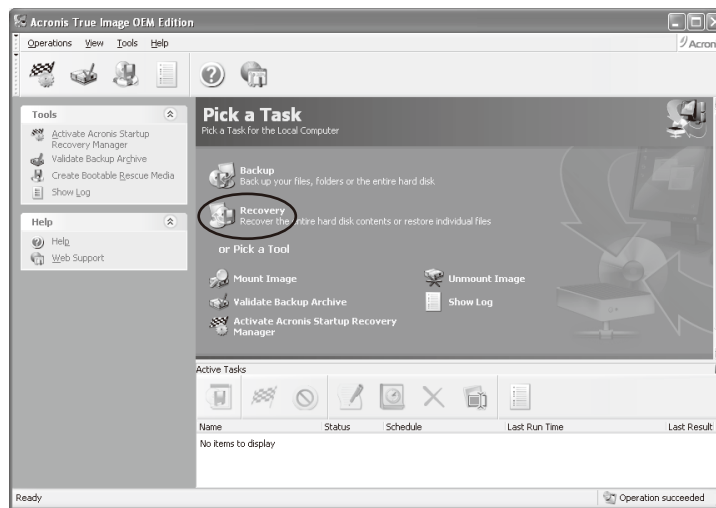 Acronis True Image OEM Edition
Operations View Tools Help
Acron
Tools
Activate Acronis Startup
Recovery Manager
Validate Backup Archive
Create Bootable Rescue Media
Show Log
Help
Help
Web Support
Pick a Task
Pick a Task for the Local Computer
Backup
Back up your files, folders or the entire hard disk
Recovery
Recover the entire hard disk contents or restore individual files
or Pick a Tool
Mount Image
Unmount Image
Validate Backup Archive
Show Log
Activate Acronis Startup Recovery
Manager
Active Tasks
Name Status Schedule Last Run Time Last Result
No items to display
Ready
Operation succeeded